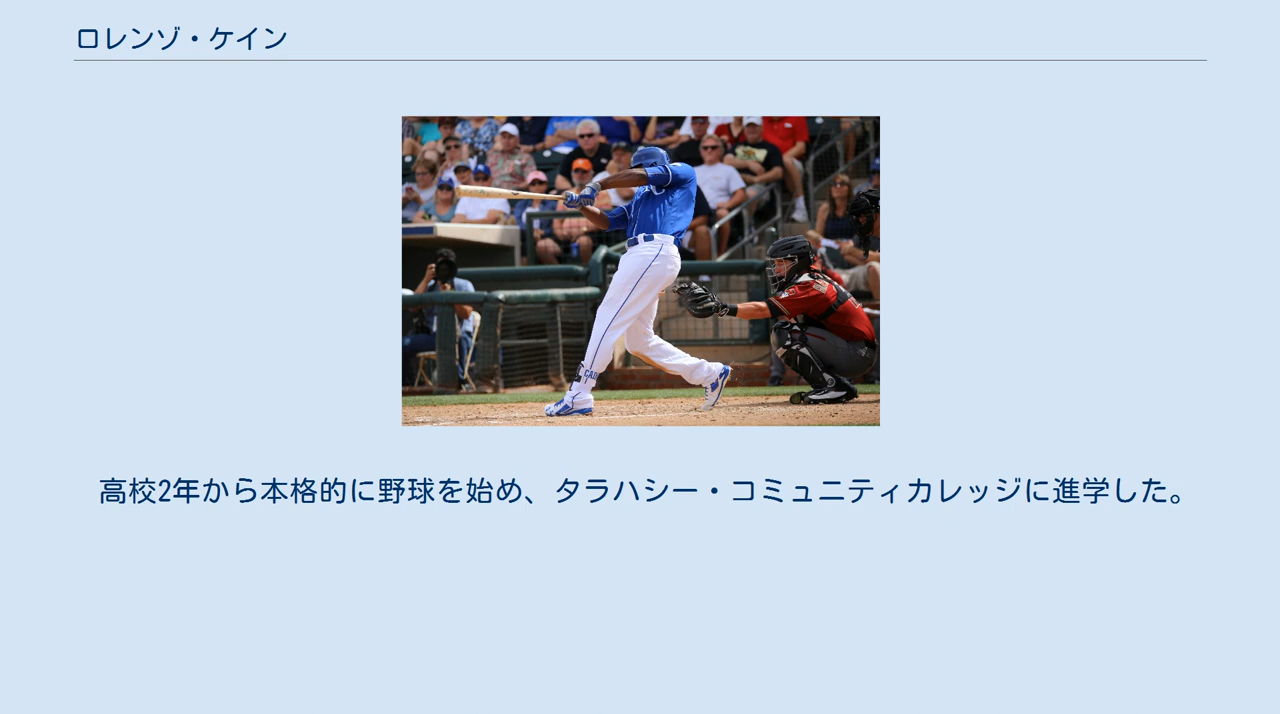 ロレンゾ・ケイン
高校2年から本格的に野球を始め、タラハシー・コミュニティカレッジに進学した。